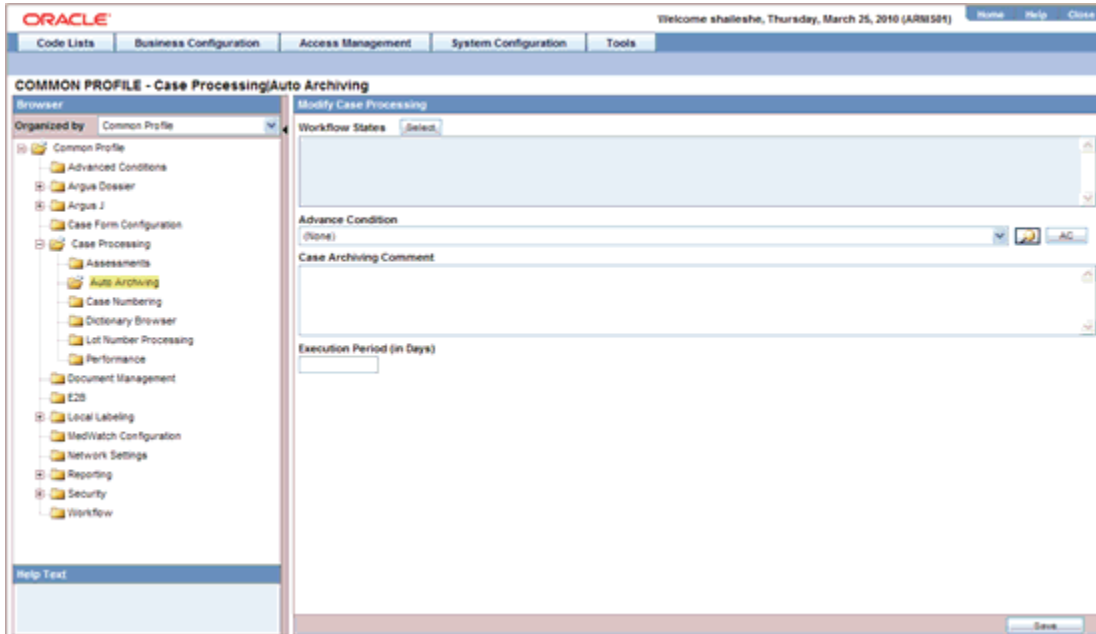 ORACLE
Welcome shaileshe, Thursday, March 25, 2010 (ARMIS01)
Home Help Close
Code Lists Business Configuration Access Management System Configuration Tools
COMMON PROFILE - Case Processing|Auto Archiving
Browser
Organized by Common Profile
Common Profile
Advanced Conditions
Argus Dossier
Argus J
Case Form Configuration
Case Processing
Assessments
Auto Archiving
Case Numbering
Dictionary Browser
Lot Number Processing
Performance
Document Management
E2B
Local Labeling
MedWatch Configuration
Network Settings
Reporting
Security
Workflow
Help Text
Modify Case Processing
Workflow States Select
Advance Condition
(None)
AC...
Case Archiving Comment
Execution Period (in Days)
Save